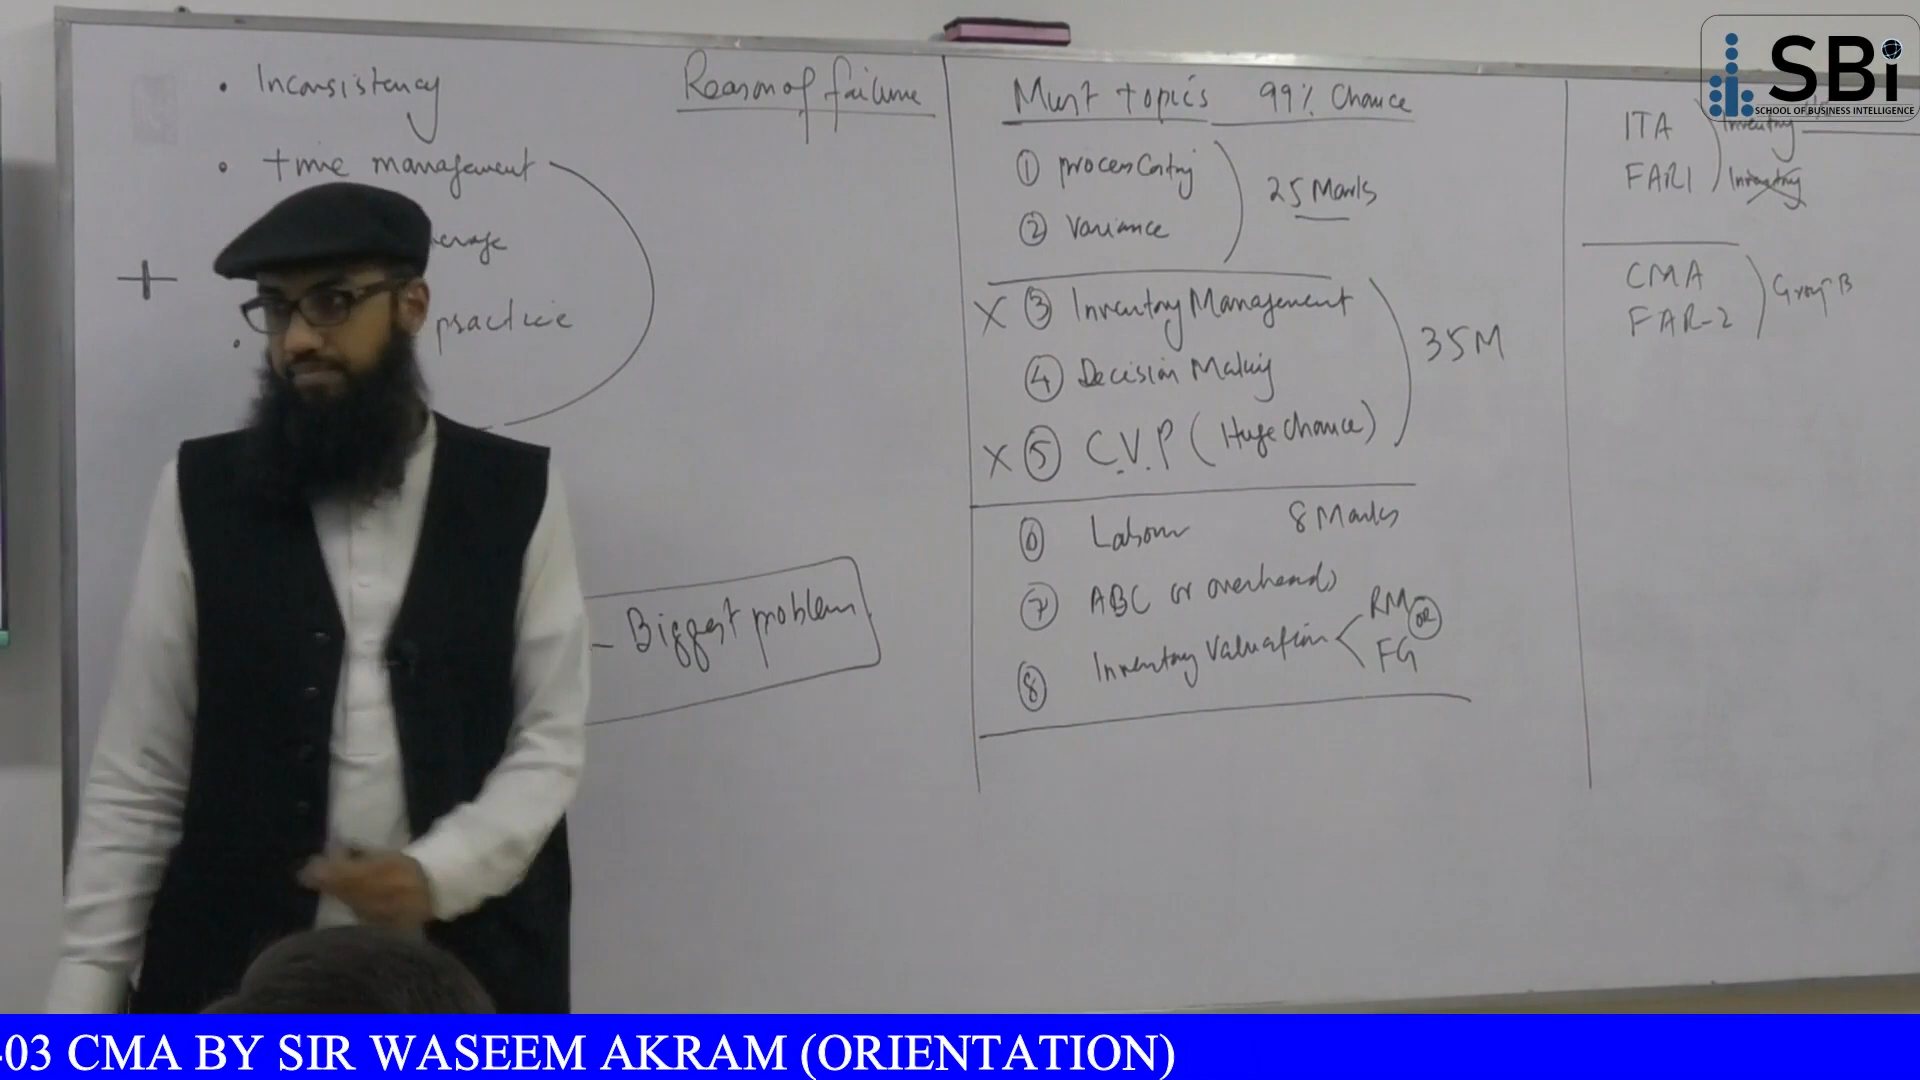 Reason of failure
• Inconsistency
• time management
practice
+
– Biggest problem
Must topics 99% Chance
① process Costing
② Variance
25 Marks
X ③ Inventory Management
④ Decision Making
X ⑤ C.V.P (Huge chance)
35M
⑥ Labour 8 Marks
⑦ ABC or overheads
⑧ Inventory Valuation < RM OR FG
ITA
FAR1
Inventory
Inventory
CMA
FAR-2
Group B
SBi
SCHOOL OF BUSINESS INTELLIGENCE
-03 CMA BY SIR WASEEM AKRAM (ORIENTATION)